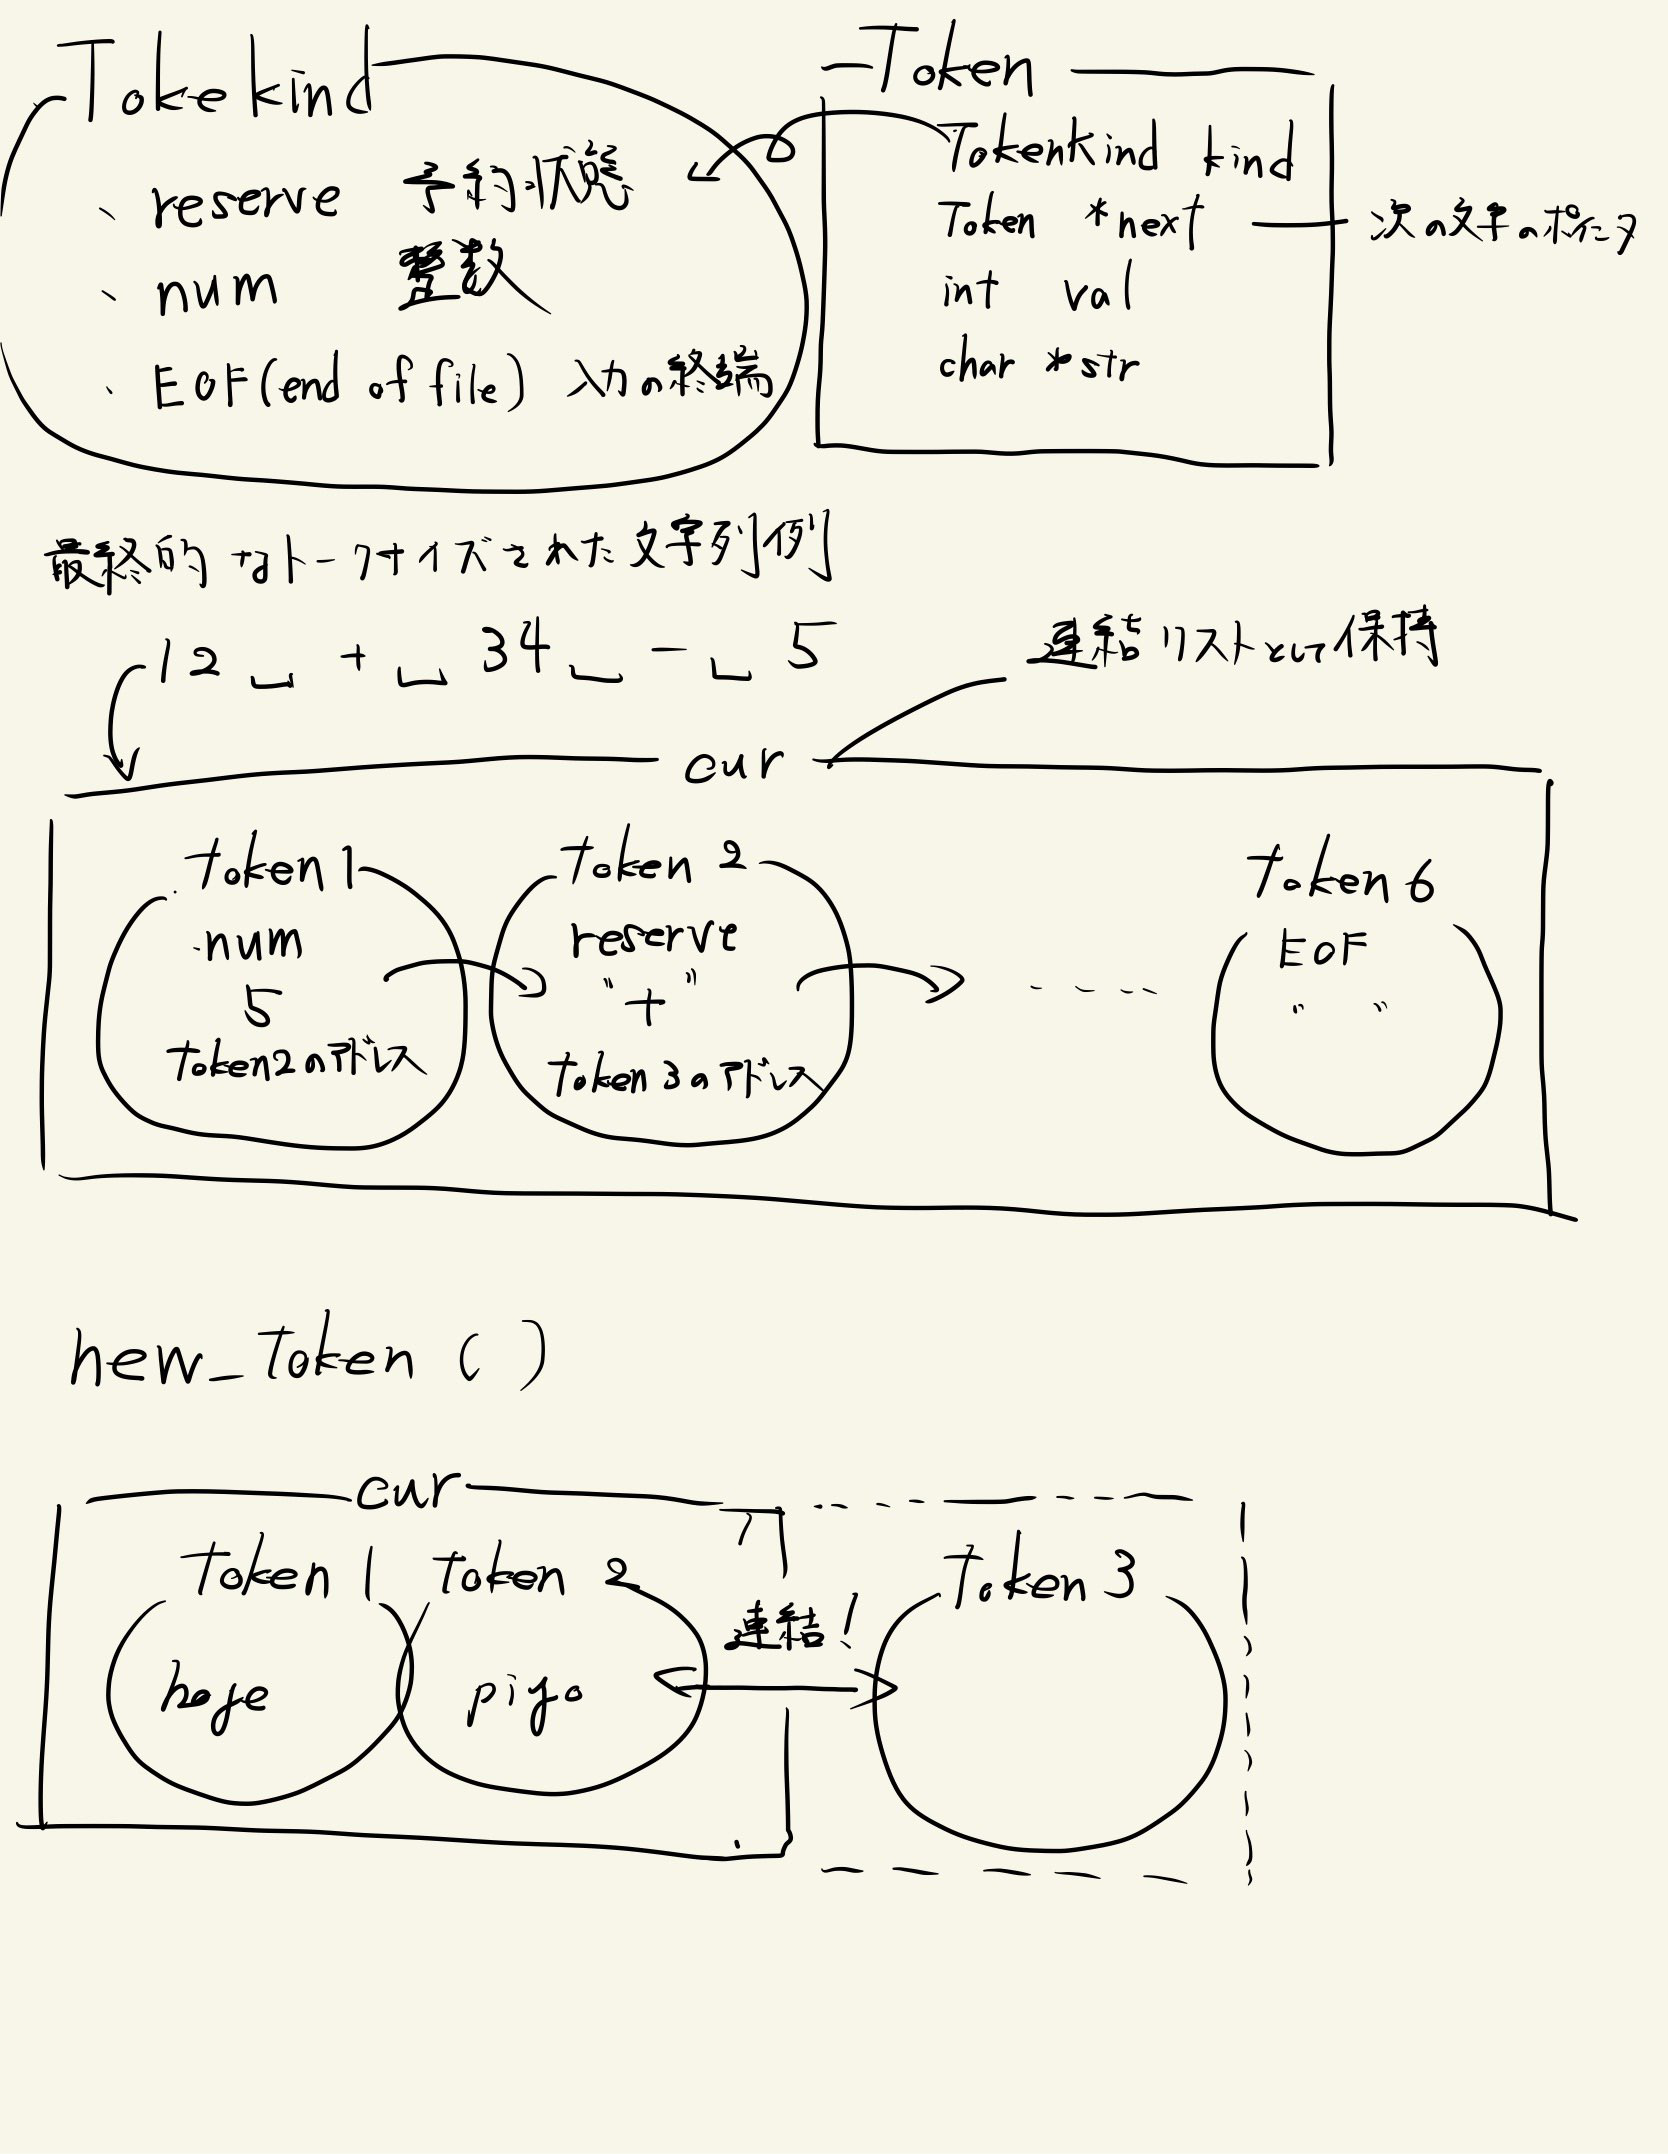 Toke kind
・ reserve 予約状態
・ num 整数
・ EOF(end of file) 入力の終端
Token
Tokenkind kind
Token *next
次の文字のポインタ
int val
char *str
最終的なトークナイズされた文字列例
12␣+␣34␣-␣5
連結リストとして保持
cur
token 1
num
5
token2のアドレス
token 2
reserve
"+"
token 3のアドレス
token 6
EOF
" "
new_token ( )
cur
token 1
hoge
token 2
piyo
連結!
token 3